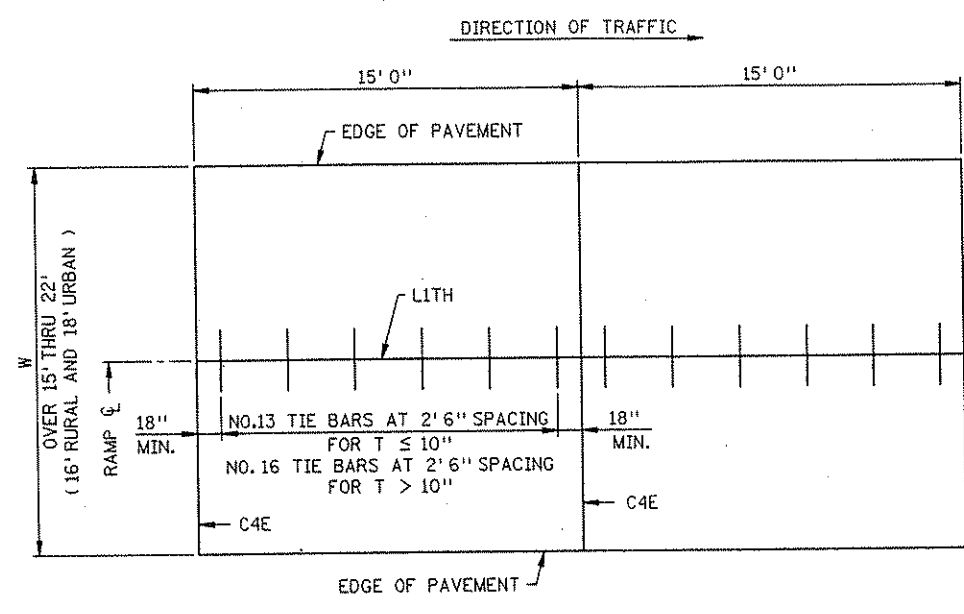 DIRECTION OF TRAFFIC
15' 0"
15' 0"
EDGE OF PAVEMENT
W
OVER 15' THRU 22'
(16' RURAL AND 18' URBAN )
RAMP ℄
L1TH
18"
MIN.
NO.13 TIE BARS AT 2'6" SPACING
FOR T ≤ 10"
NO. 16 TIE BARS AT 2'6" SPACING
FOR T > 10"
18"
MIN.
C4E
C4E
EDGE OF PAVEMENT